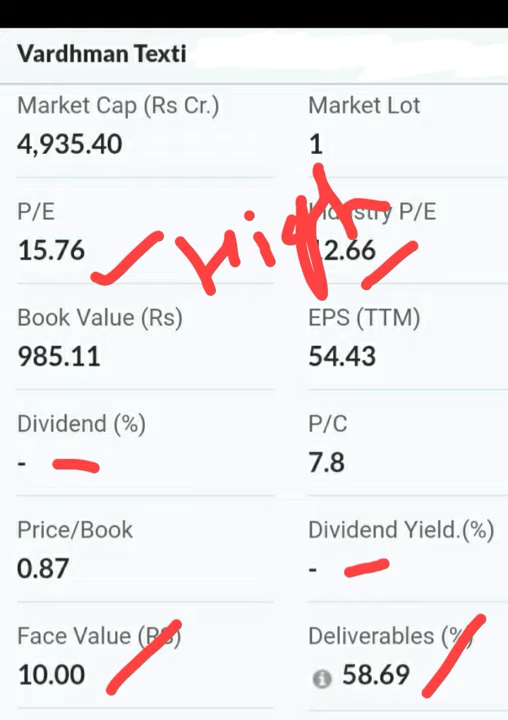 Vardhman Texti
Market Cap (Rs Cr.) Market Lot
4,935.40 1
P/E P/E
15.76 High
Book Value (Rs) EPS (TTM)
985.11 54.43
Dividend (%) P/C
- 7.8
Price/Book Dividend Yield.(%)
0.87 -
Face Value (Rs) Deliverables (%)
10.00 58.69